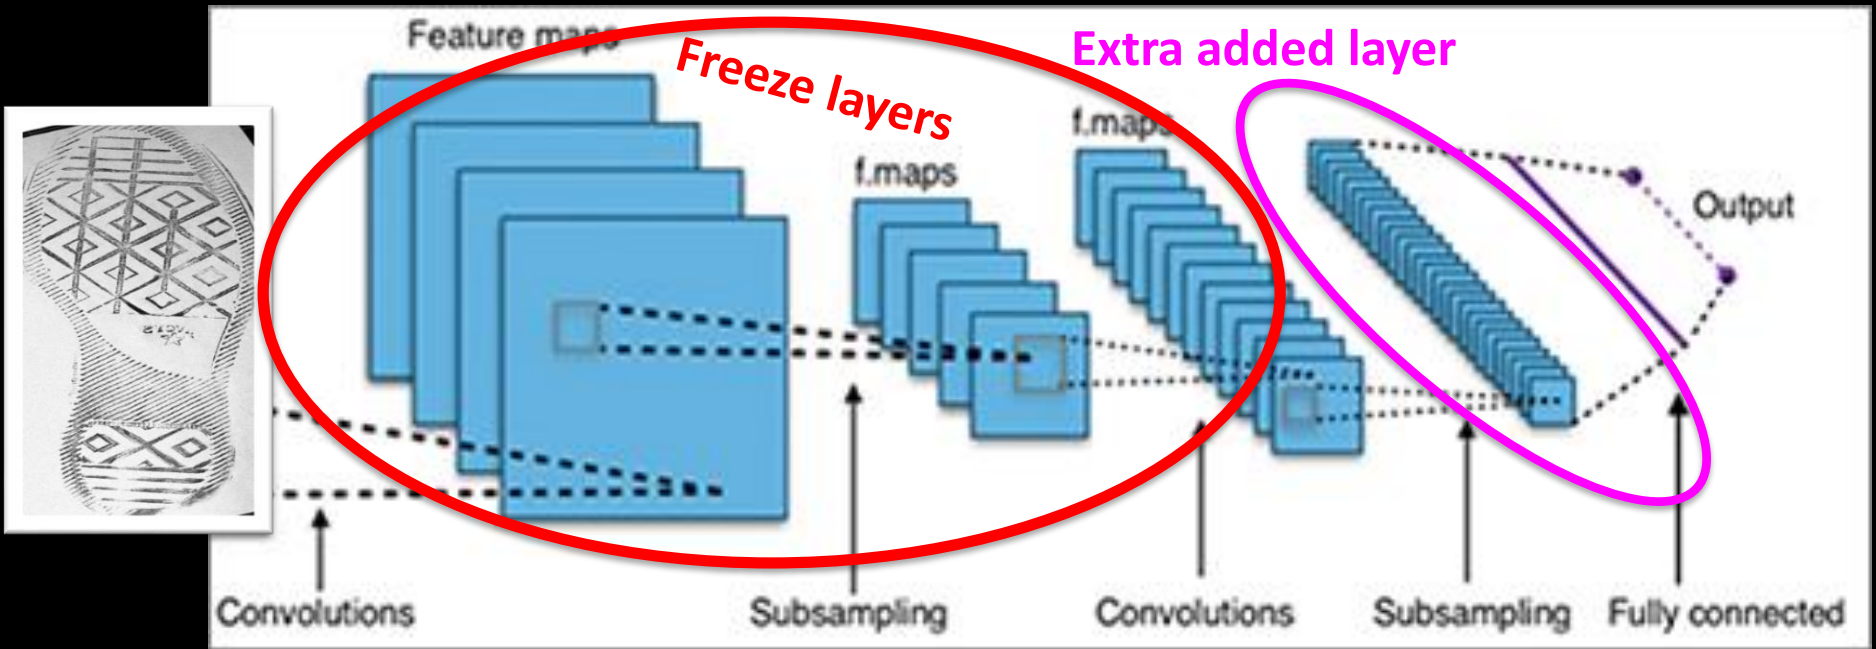 Feature maps
Freeze layers
Extra added layer
f.maps
f.maps
Output
Convolutions
Subsampling
Convolutions
Subsampling
Fully connected